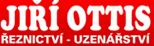 JIŘÍ OTTIS
ŘEZNICTVÍ - UZENÁŘSTVÍ